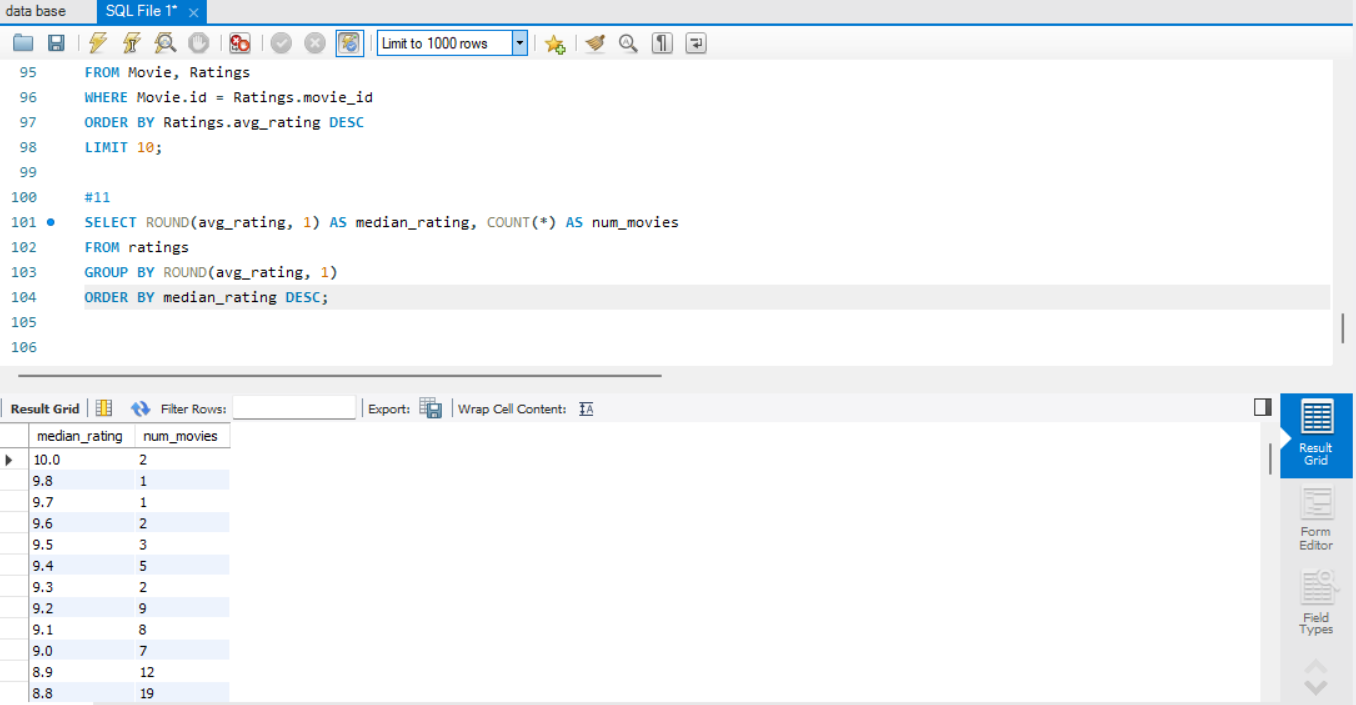 data base
SQL File 1* ×
Limit to 1000 rows
95 FROM Movie, Ratings
96 WHERE Movie.id = Ratings.movie_id
97 ORDER BY Ratings.avg_rating DESC
98 LIMIT 10;
99
100 #11
101 SELECT ROUND(avg_rating, 1) AS median_rating, COUNT(*) AS num_movies
102 FROM ratings
103 GROUP BY ROUND(avg_rating, 1)
104 ORDER BY median_rating DESC;
105
106
Result Grid Filter Rows: Export: Wrap Cell Content: IA
median_rating num_movies
10.0 2
9.8 1
9.7 1
9.6 2
9.5 3
9.4 5
9.3 2
9.2 9
9.1 8
9.0 7
8.9 12
8.8 19
Result
Grid
Form
Editor
Field
Types